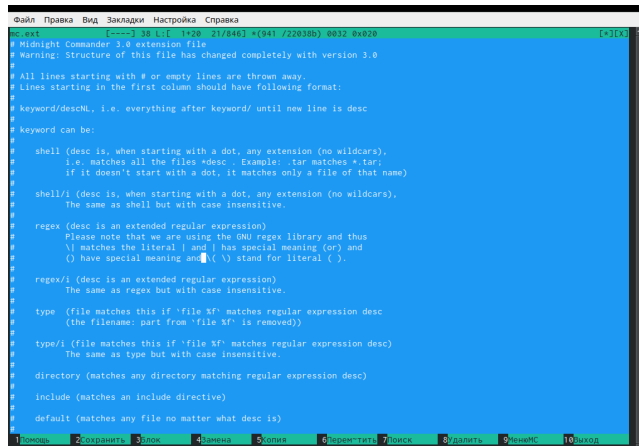 Файл Правка Вид Закладки Настройка Справка
mc.ext [----] 38 L:[ 1+20 21/846] *(941 /22038b) 0032 0x020 [*][X]
# Midnight Commander 3.0 extension file
# Warning: Structure of this file has changed completely with version 3.0
#
# All lines starting with # or empty lines are thrown away.
# Lines starting in the first column should have following format:
#
# keyword/descNL, i.e. everything after keyword/ until new line is desc
#
# keyword can be:
#
# shell (desc is, when starting with a dot, any extension (no wildcars),
# i.e. matches all the files *desc . Example: .tar matches *.tar;
# if it doesn't start with a dot, it matches only a file of that name)
#
# shell/i (desc is, when starting with a dot, any extension (no wildcars),
# The same as shell but with case insensitive.
#
# regex (desc is an extended regular expression)
# Please note that we are using the GNU regex library and thus
# \| matches the literal | and | has special meaning (or) and
# () have special meaning and \( \) stand for literal ( ).
#
# regex/i (desc is an extended regular expression)
# The same as regex but with case insensitive.
#
# type (file matches this if `file %f` matches regular expression desc
# (the filename: part from `file %f` is removed))
#
# type/i (file matches this if `file %f` matches regular expression desc)
# The same as type but with case insensitive.
#
# directory (matches any directory matching regular expression desc)
#
# include (matches an include directive)
#
# default (matches any file no matter what desc is)
#
1Помощь 2Сохранить 3Блок 4Замена 5Копия 6Перем~тить 7Поиск 8Удалить 9МенюMC 10Выход